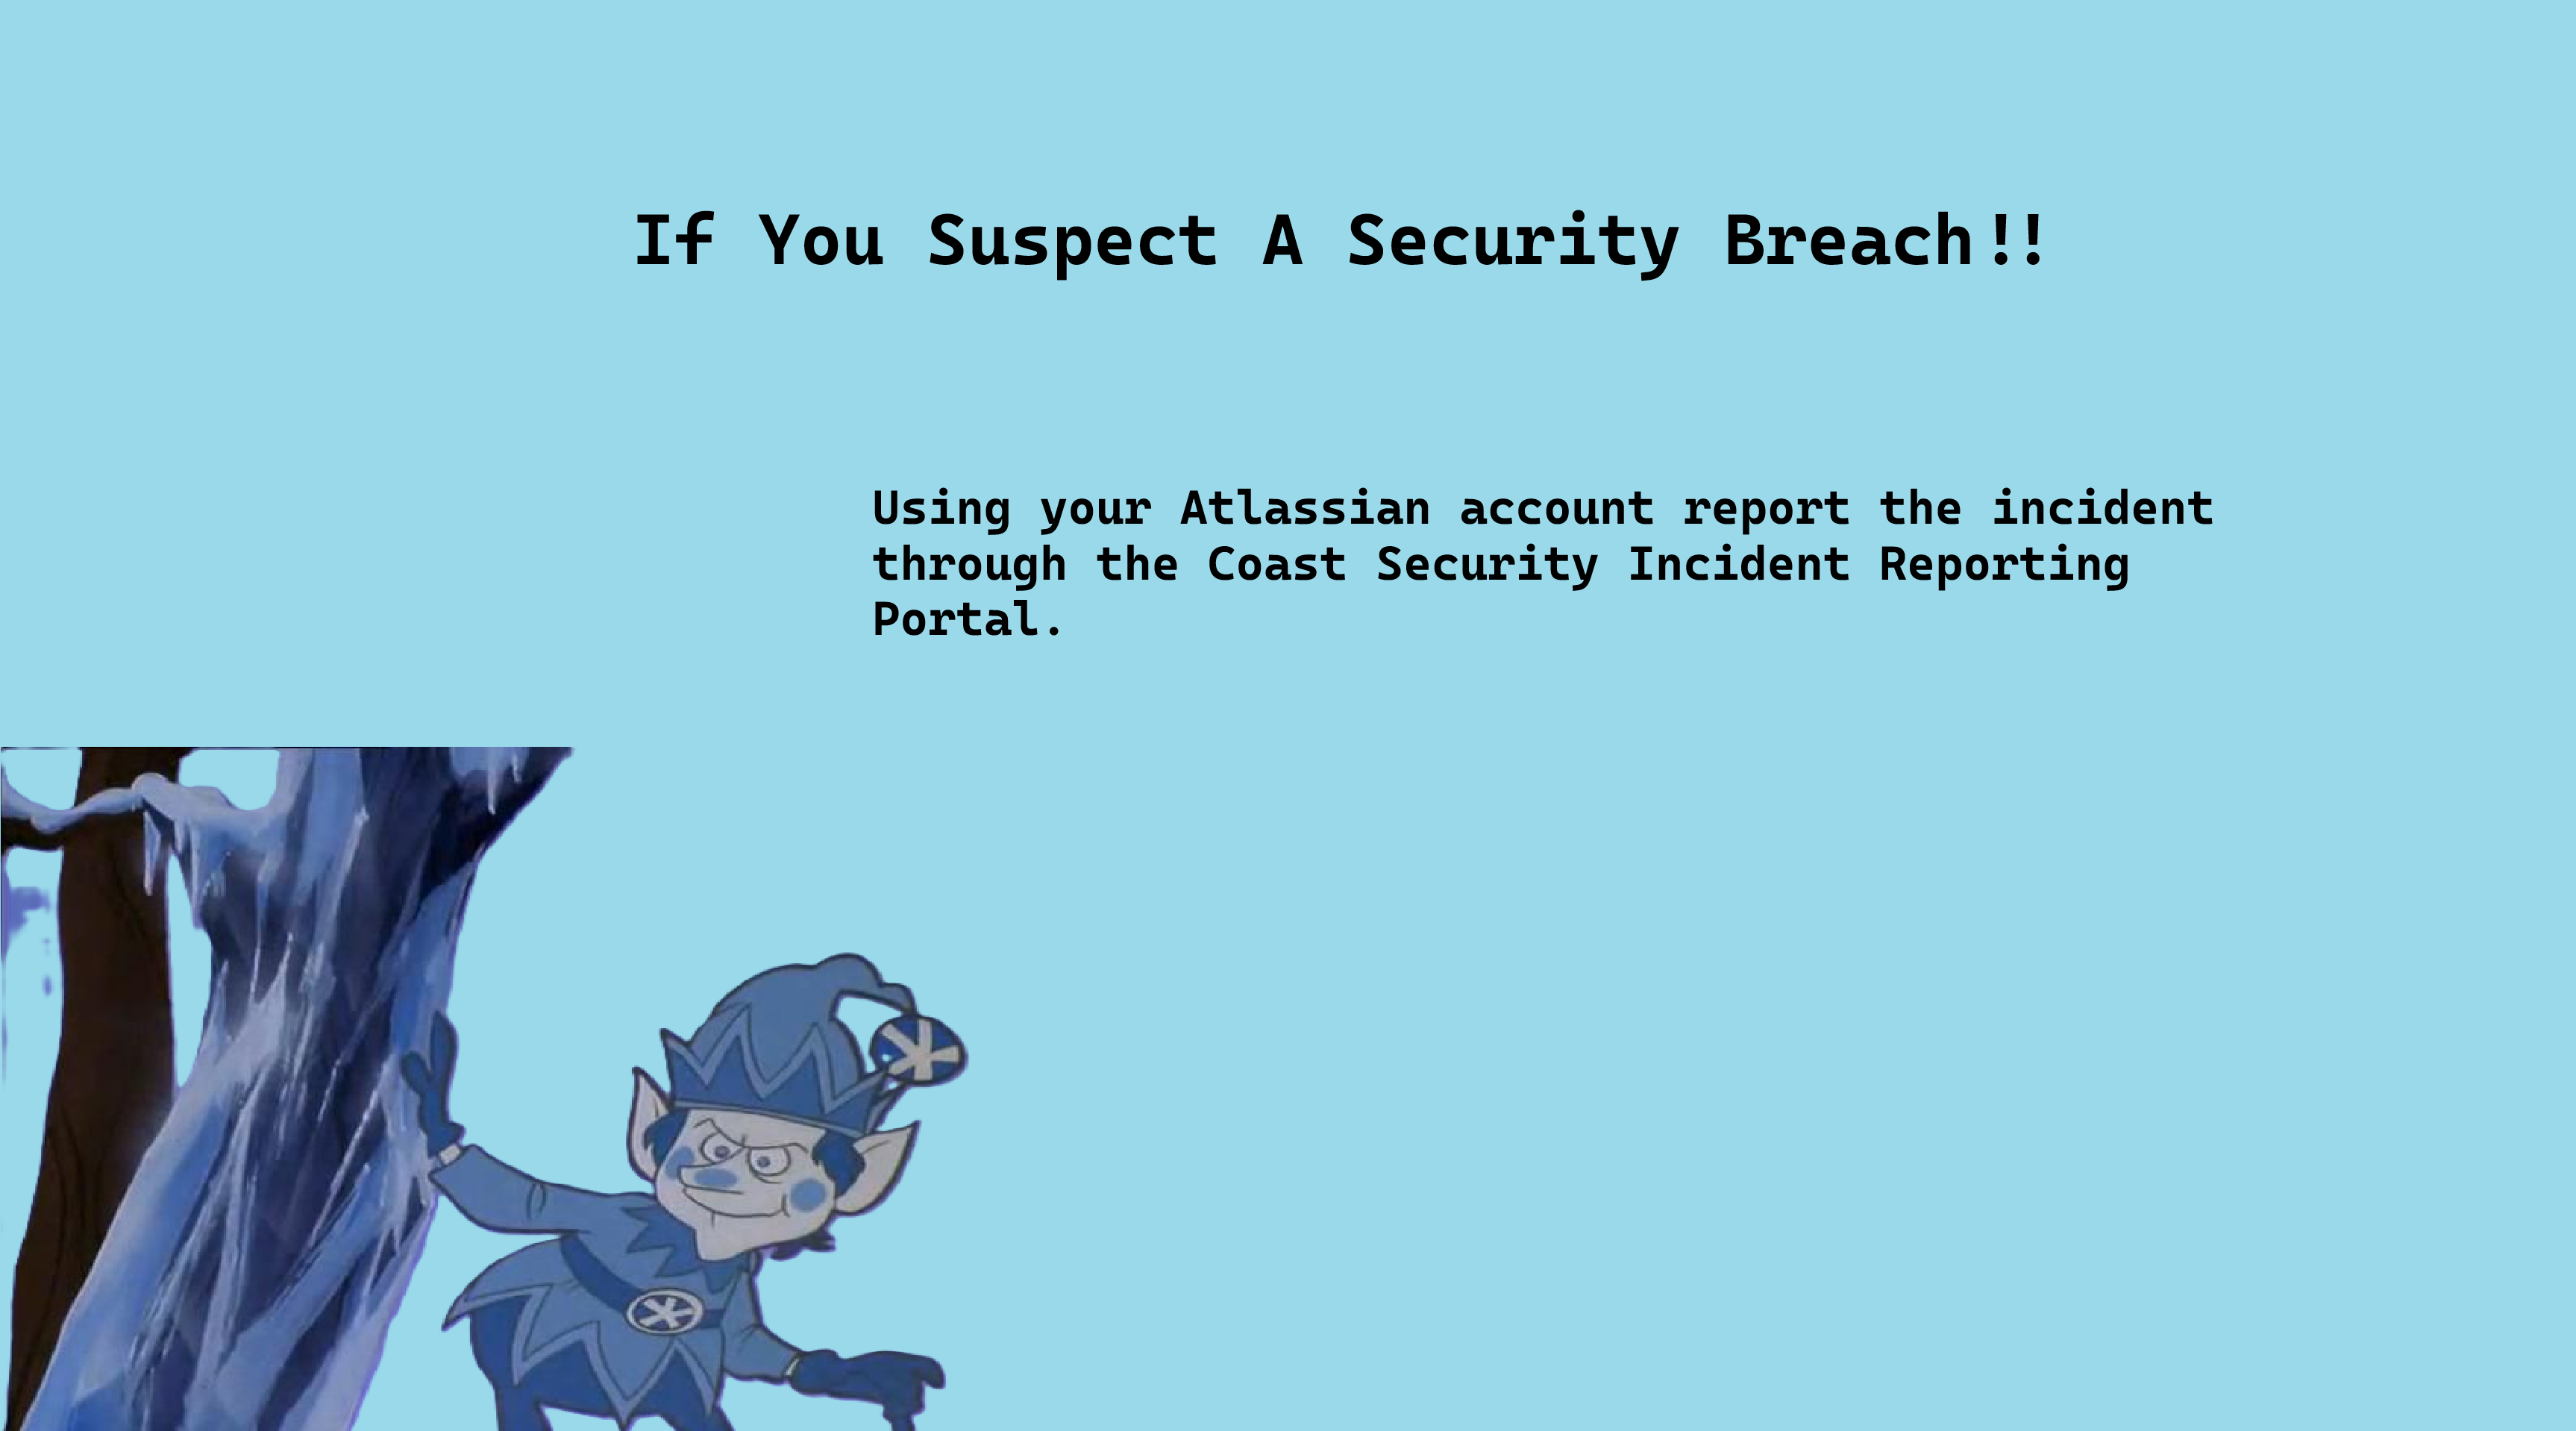 If You Suspect A Security Breach!!
Using your Atlassian account report the incident
through the Coast Security Incident Reporting
Portal.